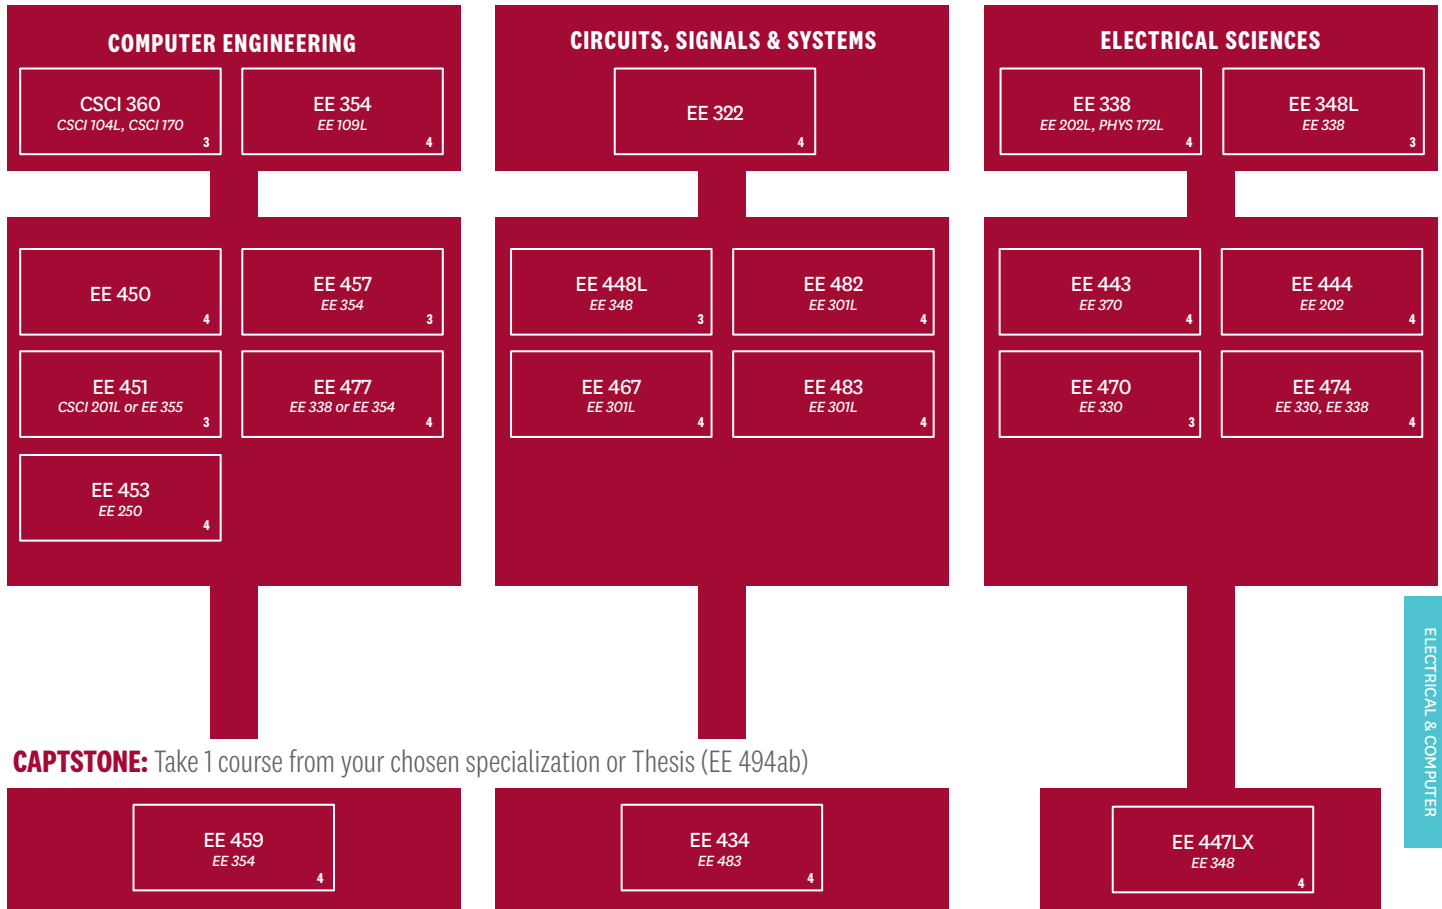 COMPUTER ENGINEERING
CSCI 360
CSCI 104L, CSCI 170
3
EE 354
EE 109L
4
EE 450
4
EE 457
EE 354
3
EE 451
CSCI 201L or EE 355
3
EE 477
EE 338 or EE 354
4
EE 453
EE 250
4
CIRCUITS, SIGNALS & SYSTEMS
EE 322
4
EE 448L
EE 348
3
EE 482
EE 301L
4
EE 467
EE 301L
4
EE 483
EE 301L
4
ELECTRICAL SCIENCES
EE 338
EE 202L, PHYS 172L
4
EE 348L
EE 338
3
EE 443
EE 370
4
EE 444
EE 202
4
EE 470
EE 330
3
EE 474
EE 330, EE 338
4
ELECTRICAL & COMPUTER
CAPTSTONE: Take 1 course from your chosen specialization or Thesis (EE 494ab)
EE 459
EE 354
4
EE 434
EE 483
4
EE 447LX
EE 348
4